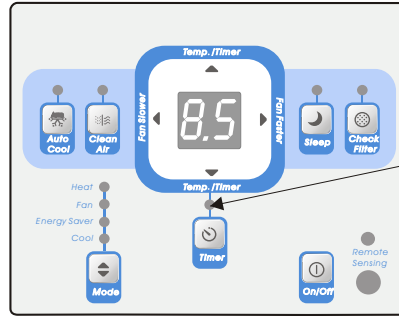 Temp./Timer
Fan Slower
8.5
Fan Faster
Auto
Cool
Clean
Air
Sleep
Check
Filter
Temp./Timer
Heat
Fan
Energy Saver
Cool
Mode
Timer
On/Off
Remote
Sensing